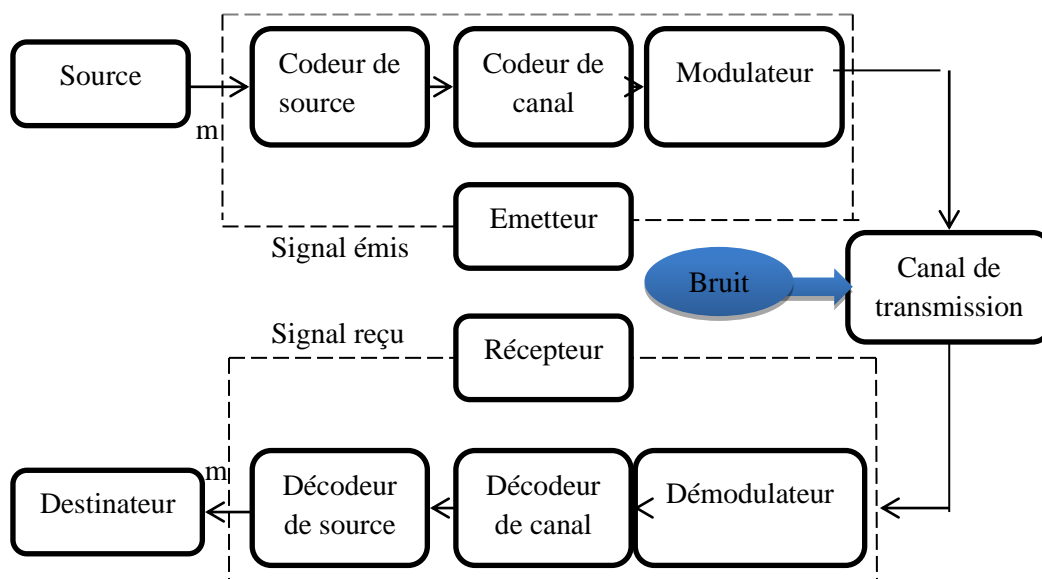 Source
m
Codeur de
source
Codeur de
canal
Modulateur
Emetteur
Signal émis
Bruit
Canal de
transmission
Signal reçu
Récepteur
m
Destinateur
Décodeur
de source
Décodeur
de canal
Démodulateur